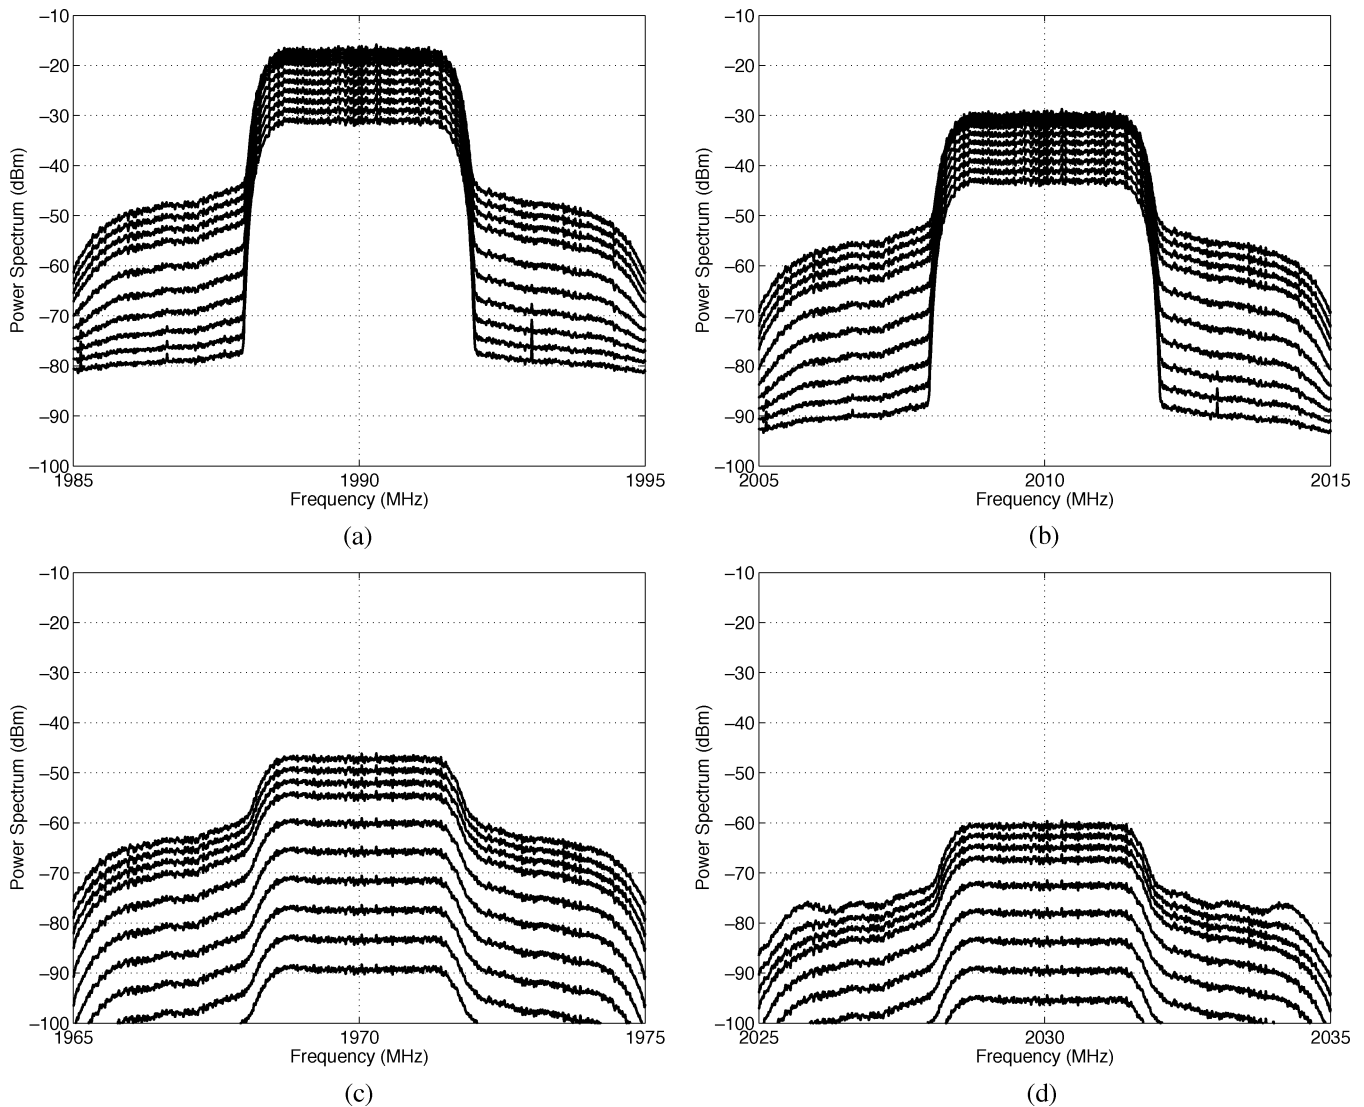 −10
−20
−30
−40
−50
−60
−70
−80
−90
−100
Power Spectrum (dBm)
1985 1990 1995
Frequency (MHz)
(a)
−10
−20
−30
−40
−50
−60
−70
−80
−90
−100
Power Spectrum (dBm)
2005 2010 2015
Frequency (MHz)
(b)
−10
−20
−30
−40
−50
−60
−70
−80
−90
−100
Power Spectrum (dBm)
1965 1970 1975
Frequency (MHz)
(c)
−10
−20
−30
−40
−50
−60
−70
−80
−90
−100
Power Spectrum (dBm)
2025 2030 2035
Frequency (MHz)
(d)